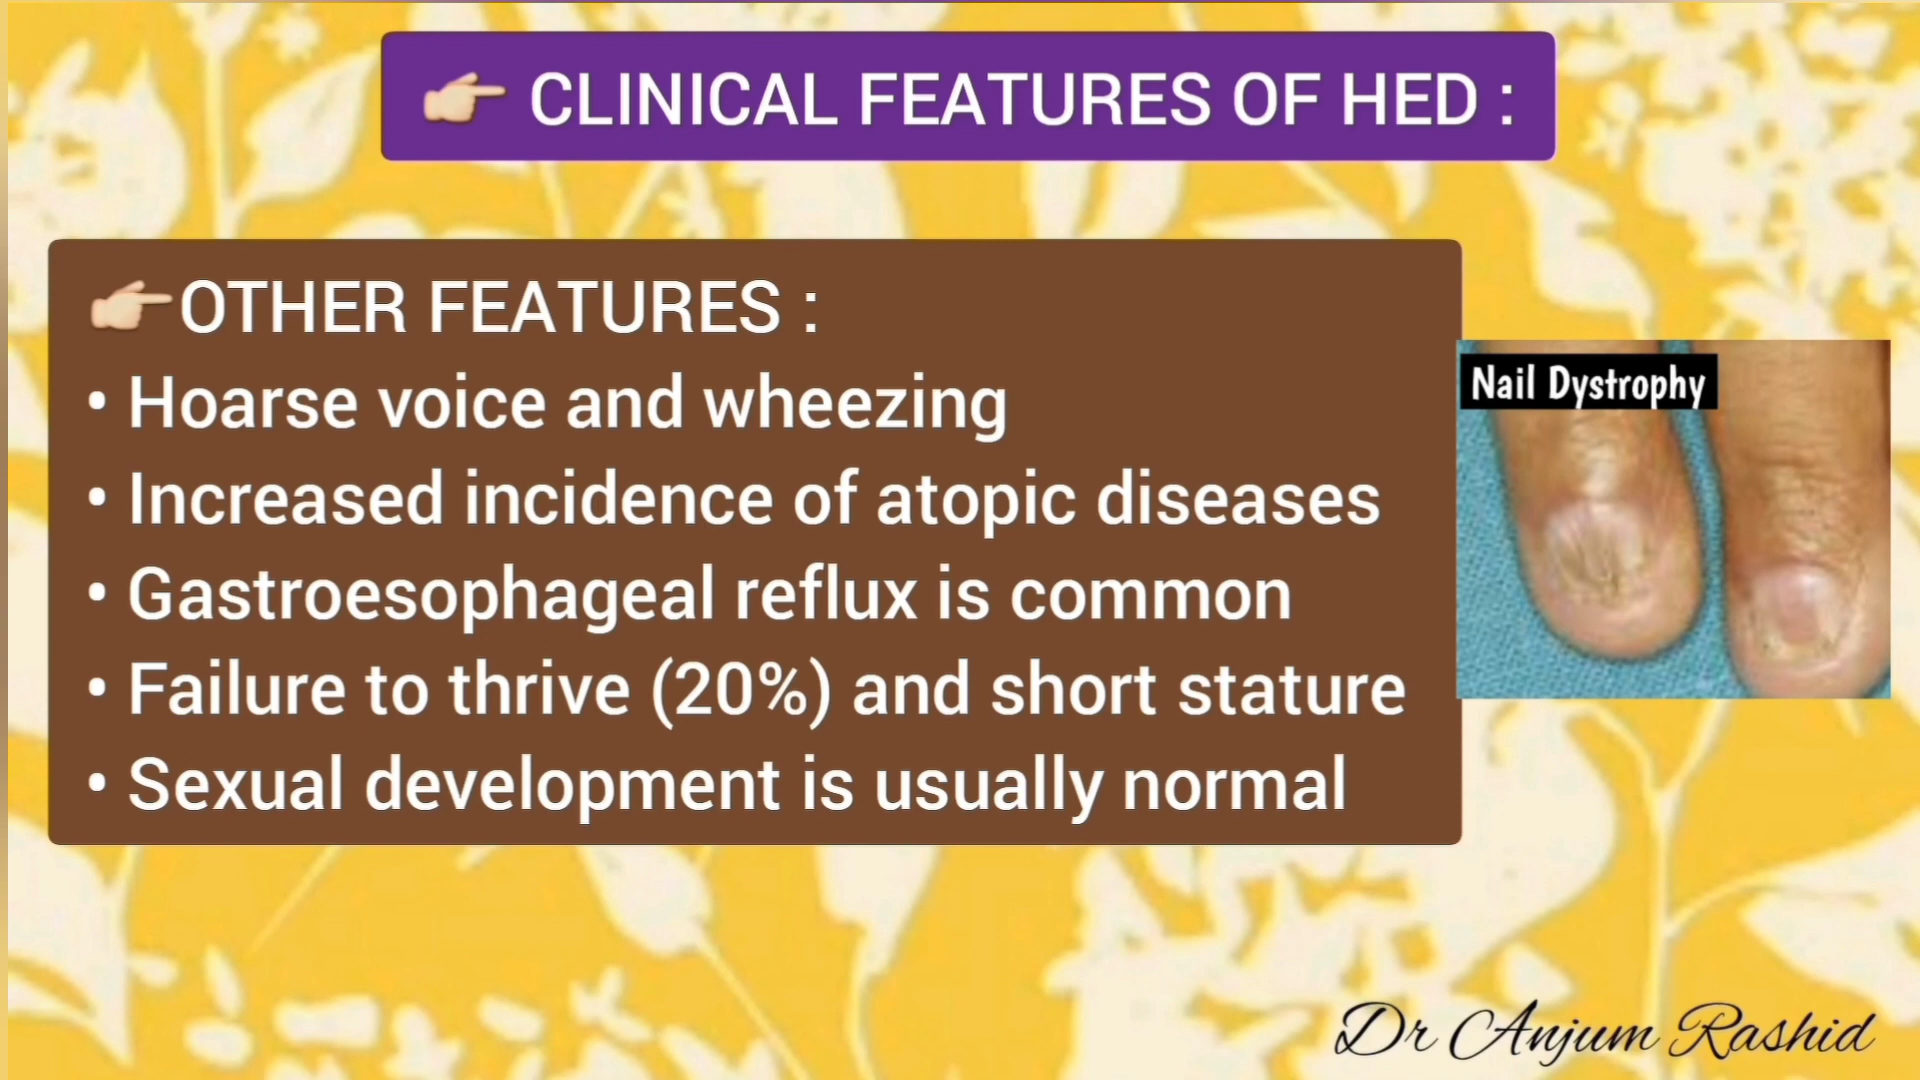 👉 CLINICAL FEATURES OF HED :
👉OTHER FEATURES :
• Hoarse voice and wheezing
• Increased incidence of atopic diseases
• Gastroesophageal reflux is common
• Failure to thrive (20%) and short stature
• Sexual development is usually normal
Nail Dystrophy
Dr Anjum Rashid